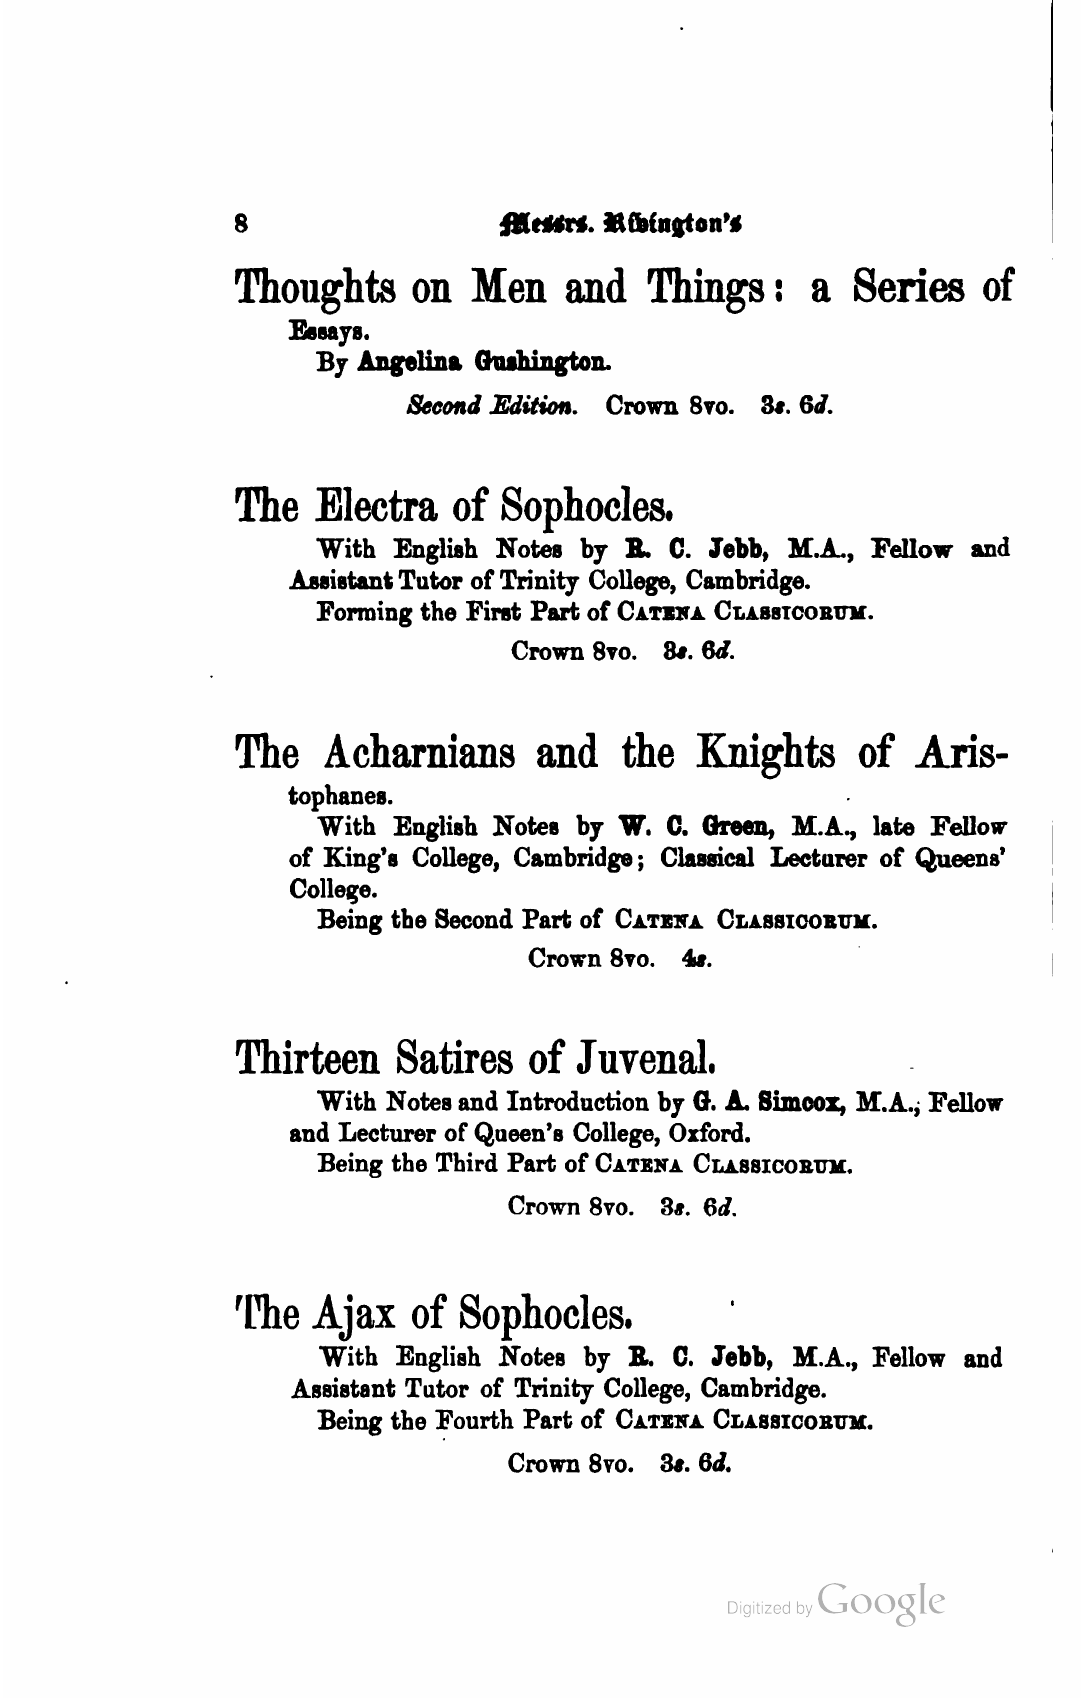 8 Messrs. Rivington's
Thoughts on Men and Things: a Series of
Essays.
By Angelina Gushington.
Second Edition. Crown 8vo. 3s. 6d.
The Electra of Sophocles.
With English Notes by R. C. Jebb, M.A., Fellow and
Assistant Tutor of Trinity College, Cambridge.
Forming the First Part of CATENA CLASSICORUM.
Crown 8vo. 3s. 6d.
The Acharnians and the Knights of Aris-
tophanes.
With English Notes by W. C. Green, M.A., late Fellow
of King's College, Cambridge; Classical Lecturer of Queens'
College.
Being the Second Part of CATENA CLASSICORUM.
Crown 8vo. 4s.
Thirteen Satires of Juvenal.
With Notes and Introduction by G. A. Simcox, M.A., Fellow
and Lecturer of Queen's College, Oxford.
Being the Third Part of CATENA CLASSICORUM.
Crown 8vo. 3s. 6d.
The Ajax of Sophocles.
With English Notes by R. C. Jebb, M.A., Fellow and
Assistant Tutor of Trinity College, Cambridge.
Being the Fourth Part of CATENA CLASSICORUM.
Crown 8vo. 3s. 6d.
Digitized by Google